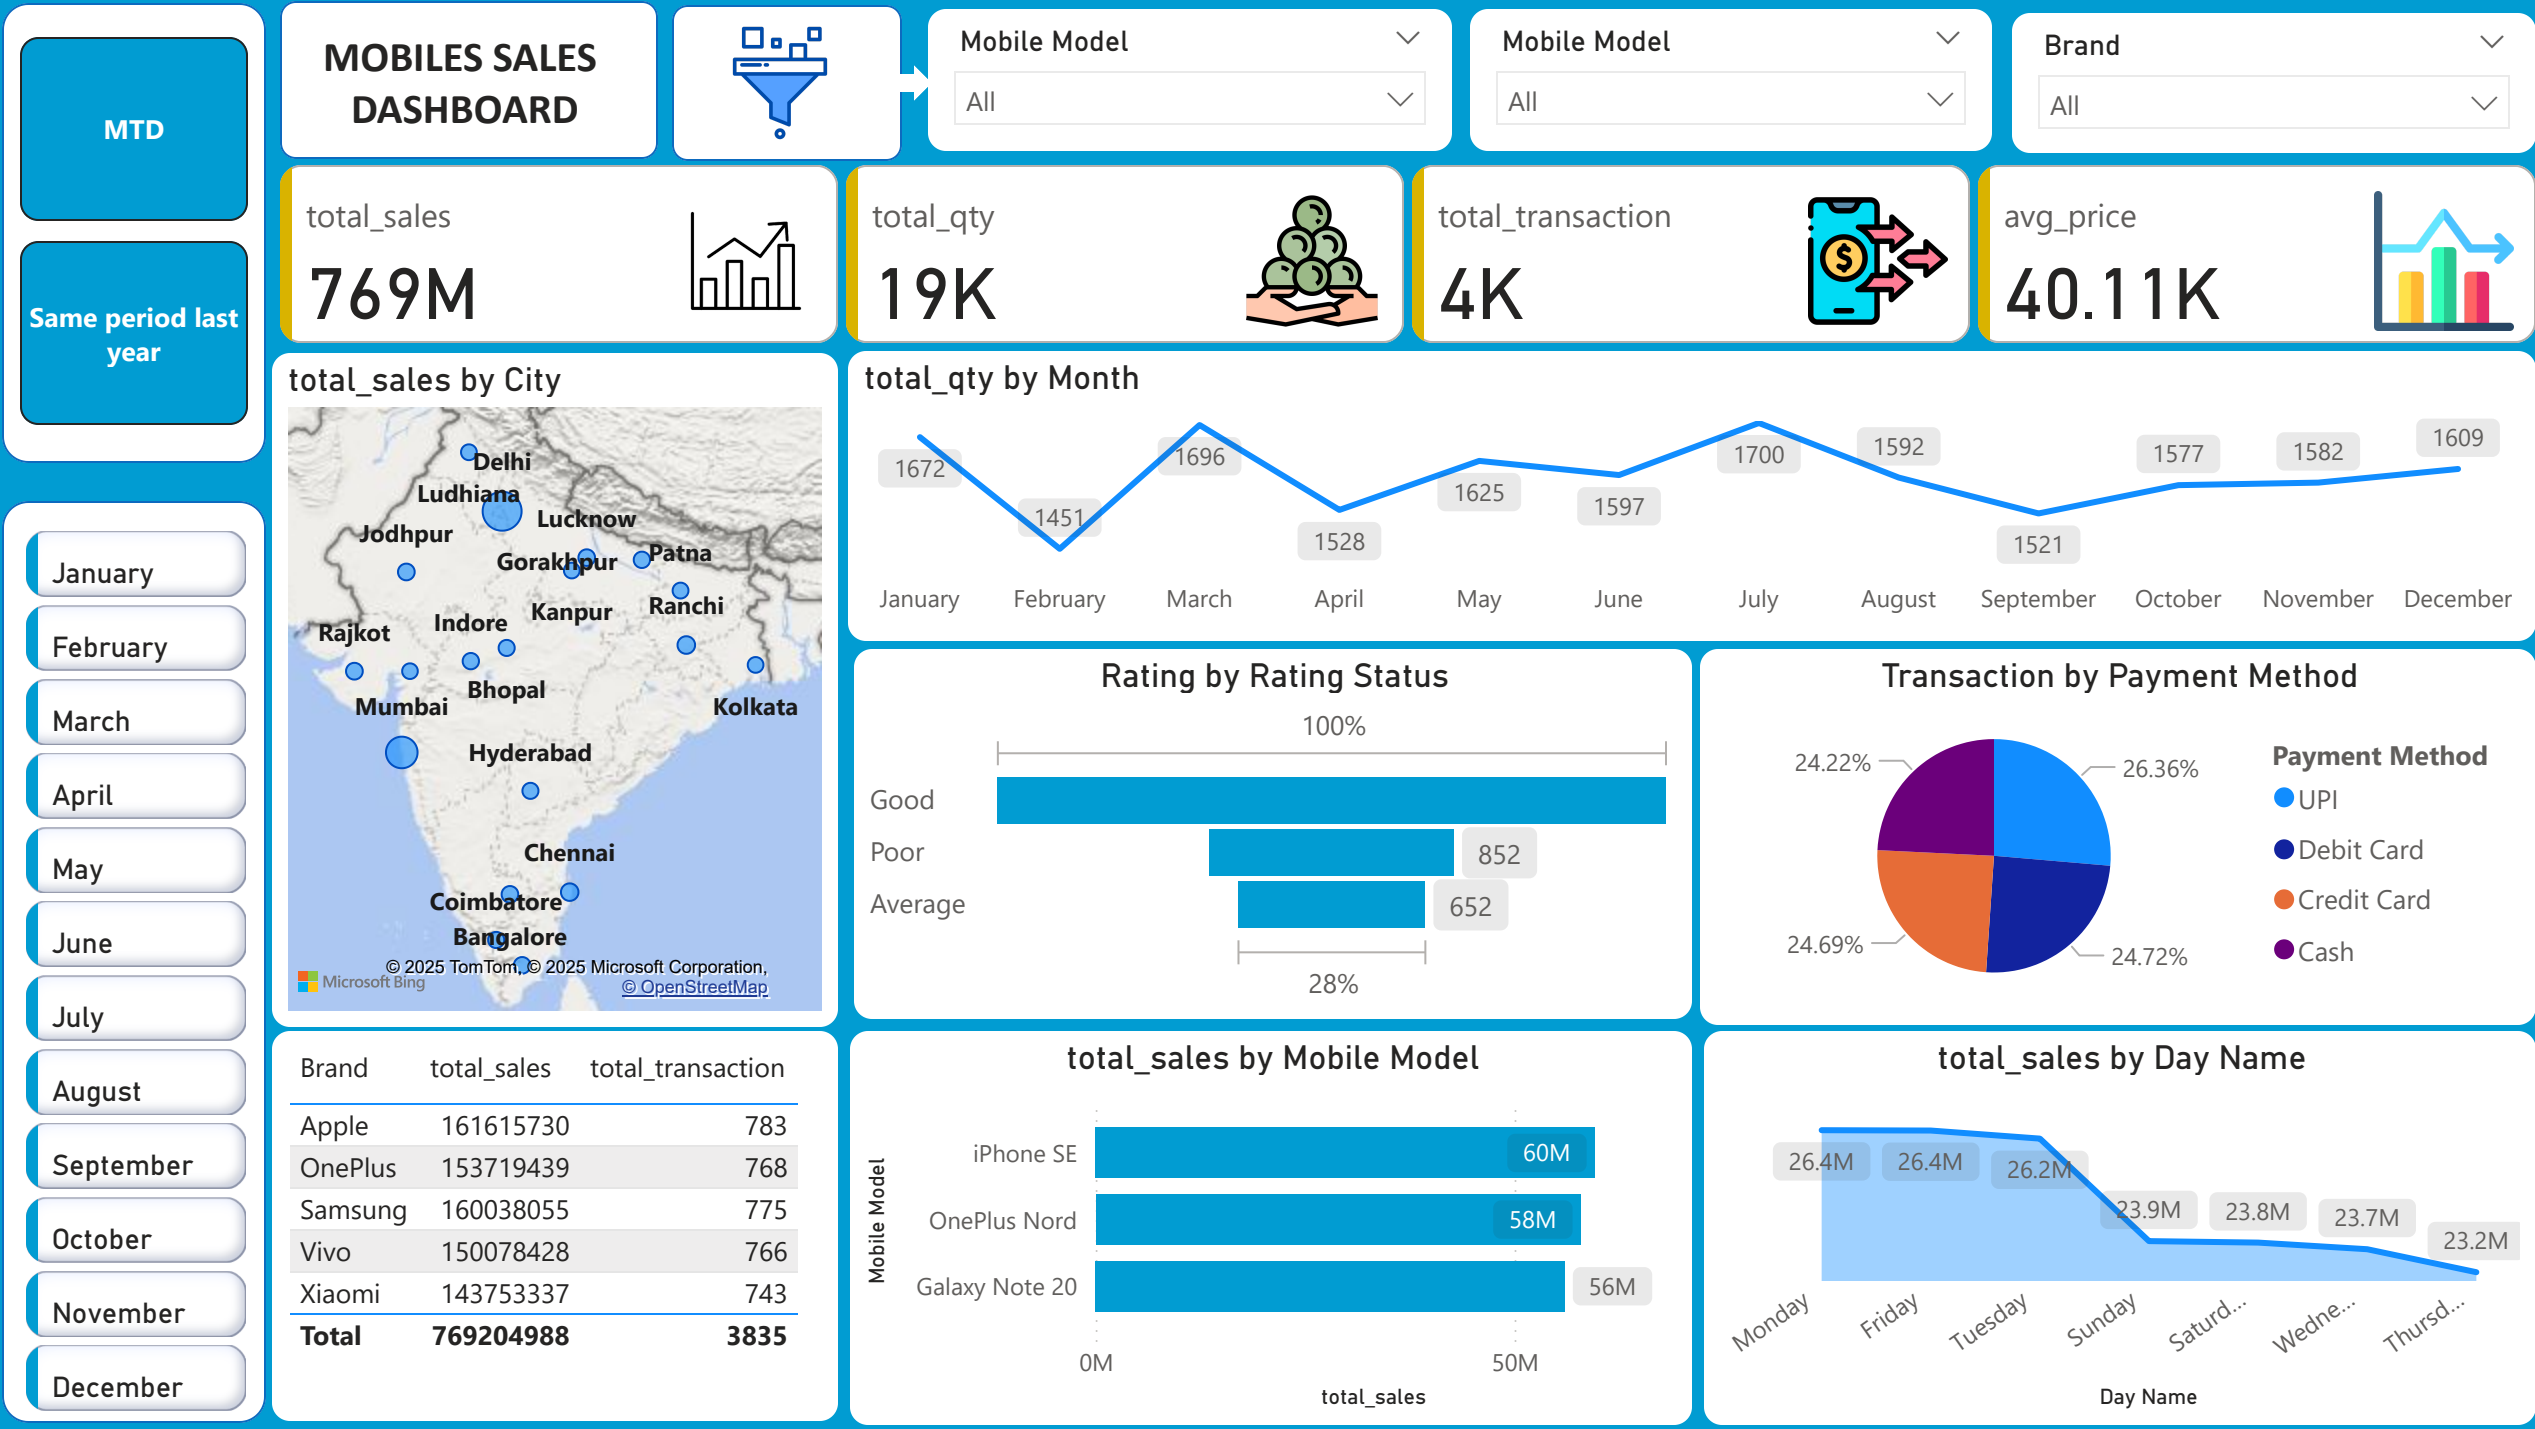 MTD
Same period last
year
January
February
March
April
May
June
July
August
September
October
November
December
MOBILES SALES
DASHBOARD
Mobile Model
All
Mobile Model
All
Brand
All
total_sales
769M
total_qty
19K
total_transaction
4K
$
avg_price
40.11K
total_sales by City
Delhi
Ludhiana
Lucknow
Jodhpur
Gorakhpur
Patna
Kanpur
Ranchi
Indore
Rajkot
Bhopal
Mumbai
Kolkata
Hyderabad
Chennai
Coimbatore
Bangalore
© 2025 TomTom, © 2025 Microsoft Corporation,
Microsoft Bing
© OpenStreetMap
total_qty by Month
1672
1451
1696
1528
1625
1597
1700
1592
1521
1577
1582
1609
January
February
March
April
May
June
July
August
September
October
November
December
Rating by Rating Status
100%
Good
Poor
852
Average
652
28%
Transaction by Payment Method
24.22%
26.36%
24.69%
24.72%
Payment Method
UPI
Debit Card
Credit Card
Cash
Brand total_sales total_transaction
Apple 161615730 783
OnePlus 153719439 768
Samsung 160038055 775
Vivo 150078428 766
Xiaomi 143753337 743
Total 769204988 3835
total_sales by Mobile Model
Mobile Model
iPhone SE 60M
OnePlus Nord 58M
Galaxy Note 20 56M
0M 50M
total_sales
total_sales by Day Name
26.4M
26.4M
26.2M
23.9M
23.8M
23.7M
23.2M
Monday
Friday
Tuesday
Sunday
Saturd...
Wedne...
Thursd...
Day Name